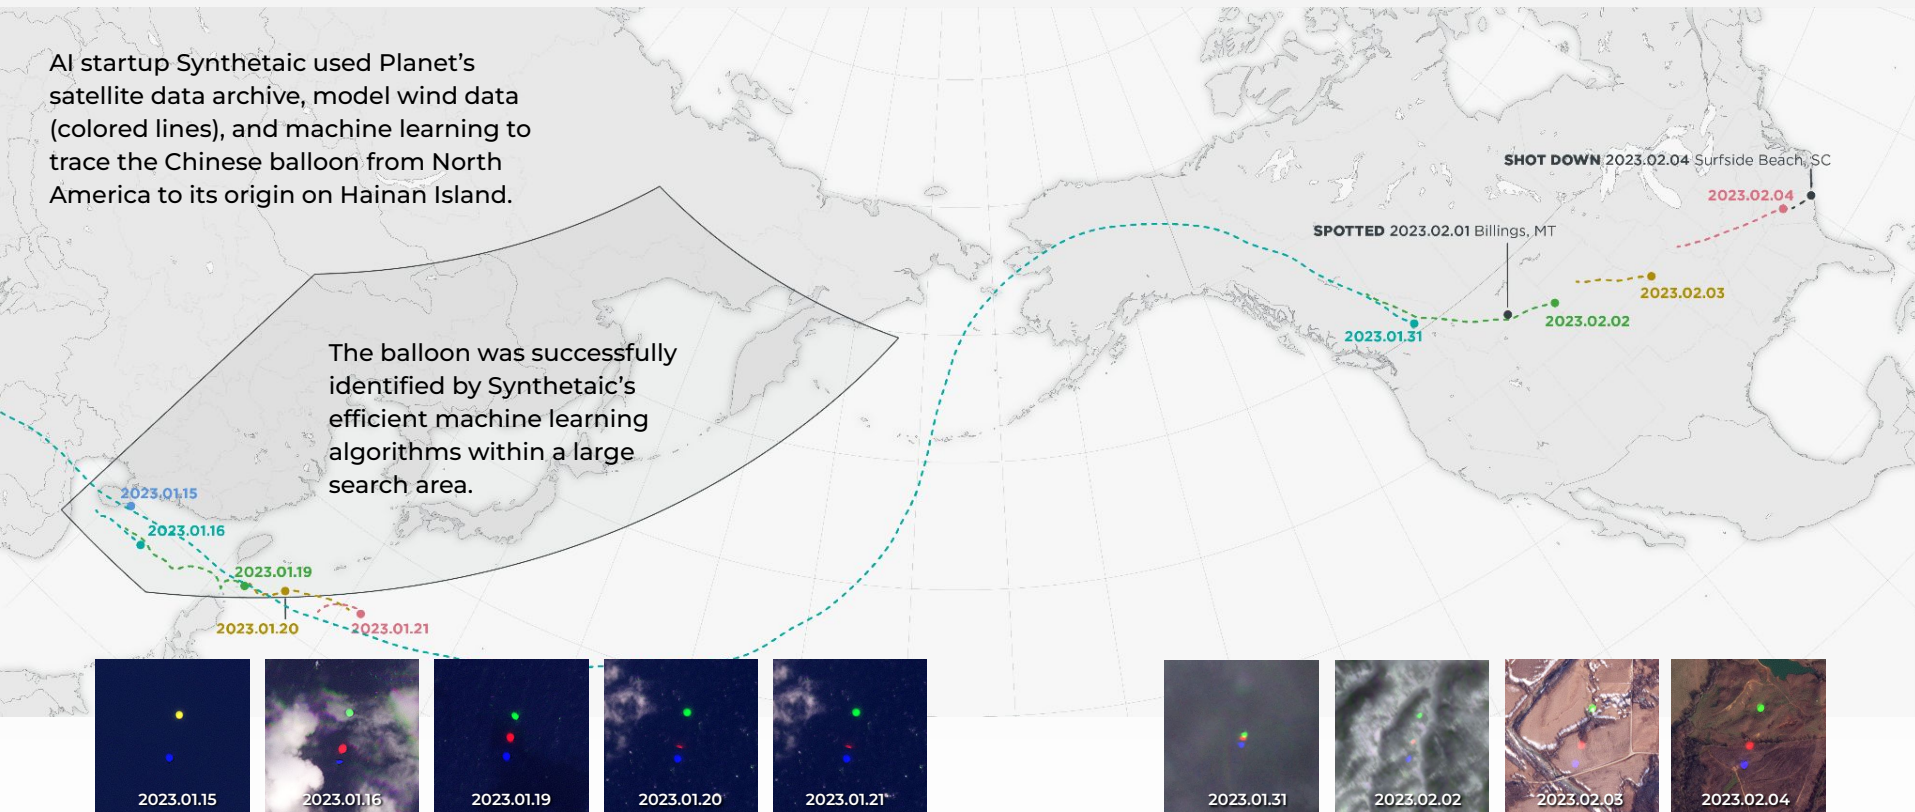 AI startup Synthetaic used Planet's
satellite data archive, model wind data
(colored lines), and machine learning to
trace the Chinese balloon from North
America to its origin on Hainan Island.
SHOT DOWN 2023.02.04 Surfside Beach, SC
2023.02.04
SPOTTED 2023.02.01 Billings, MT
2023.02.03
2023.02.02
2023.01.31
The balloon was successfully
identified by Synthetaic's
efficient machine learning
algorithms within a large
search area.
2023.01.15
2023.01.16
2023.01.19
2023.01.20
2023.01.21
2023.01.15
2023.01.16
2023.01.19
2023.01.20
2023.01.21
2023.01.31
2023.02.02
2023.02.03
2023.02.04